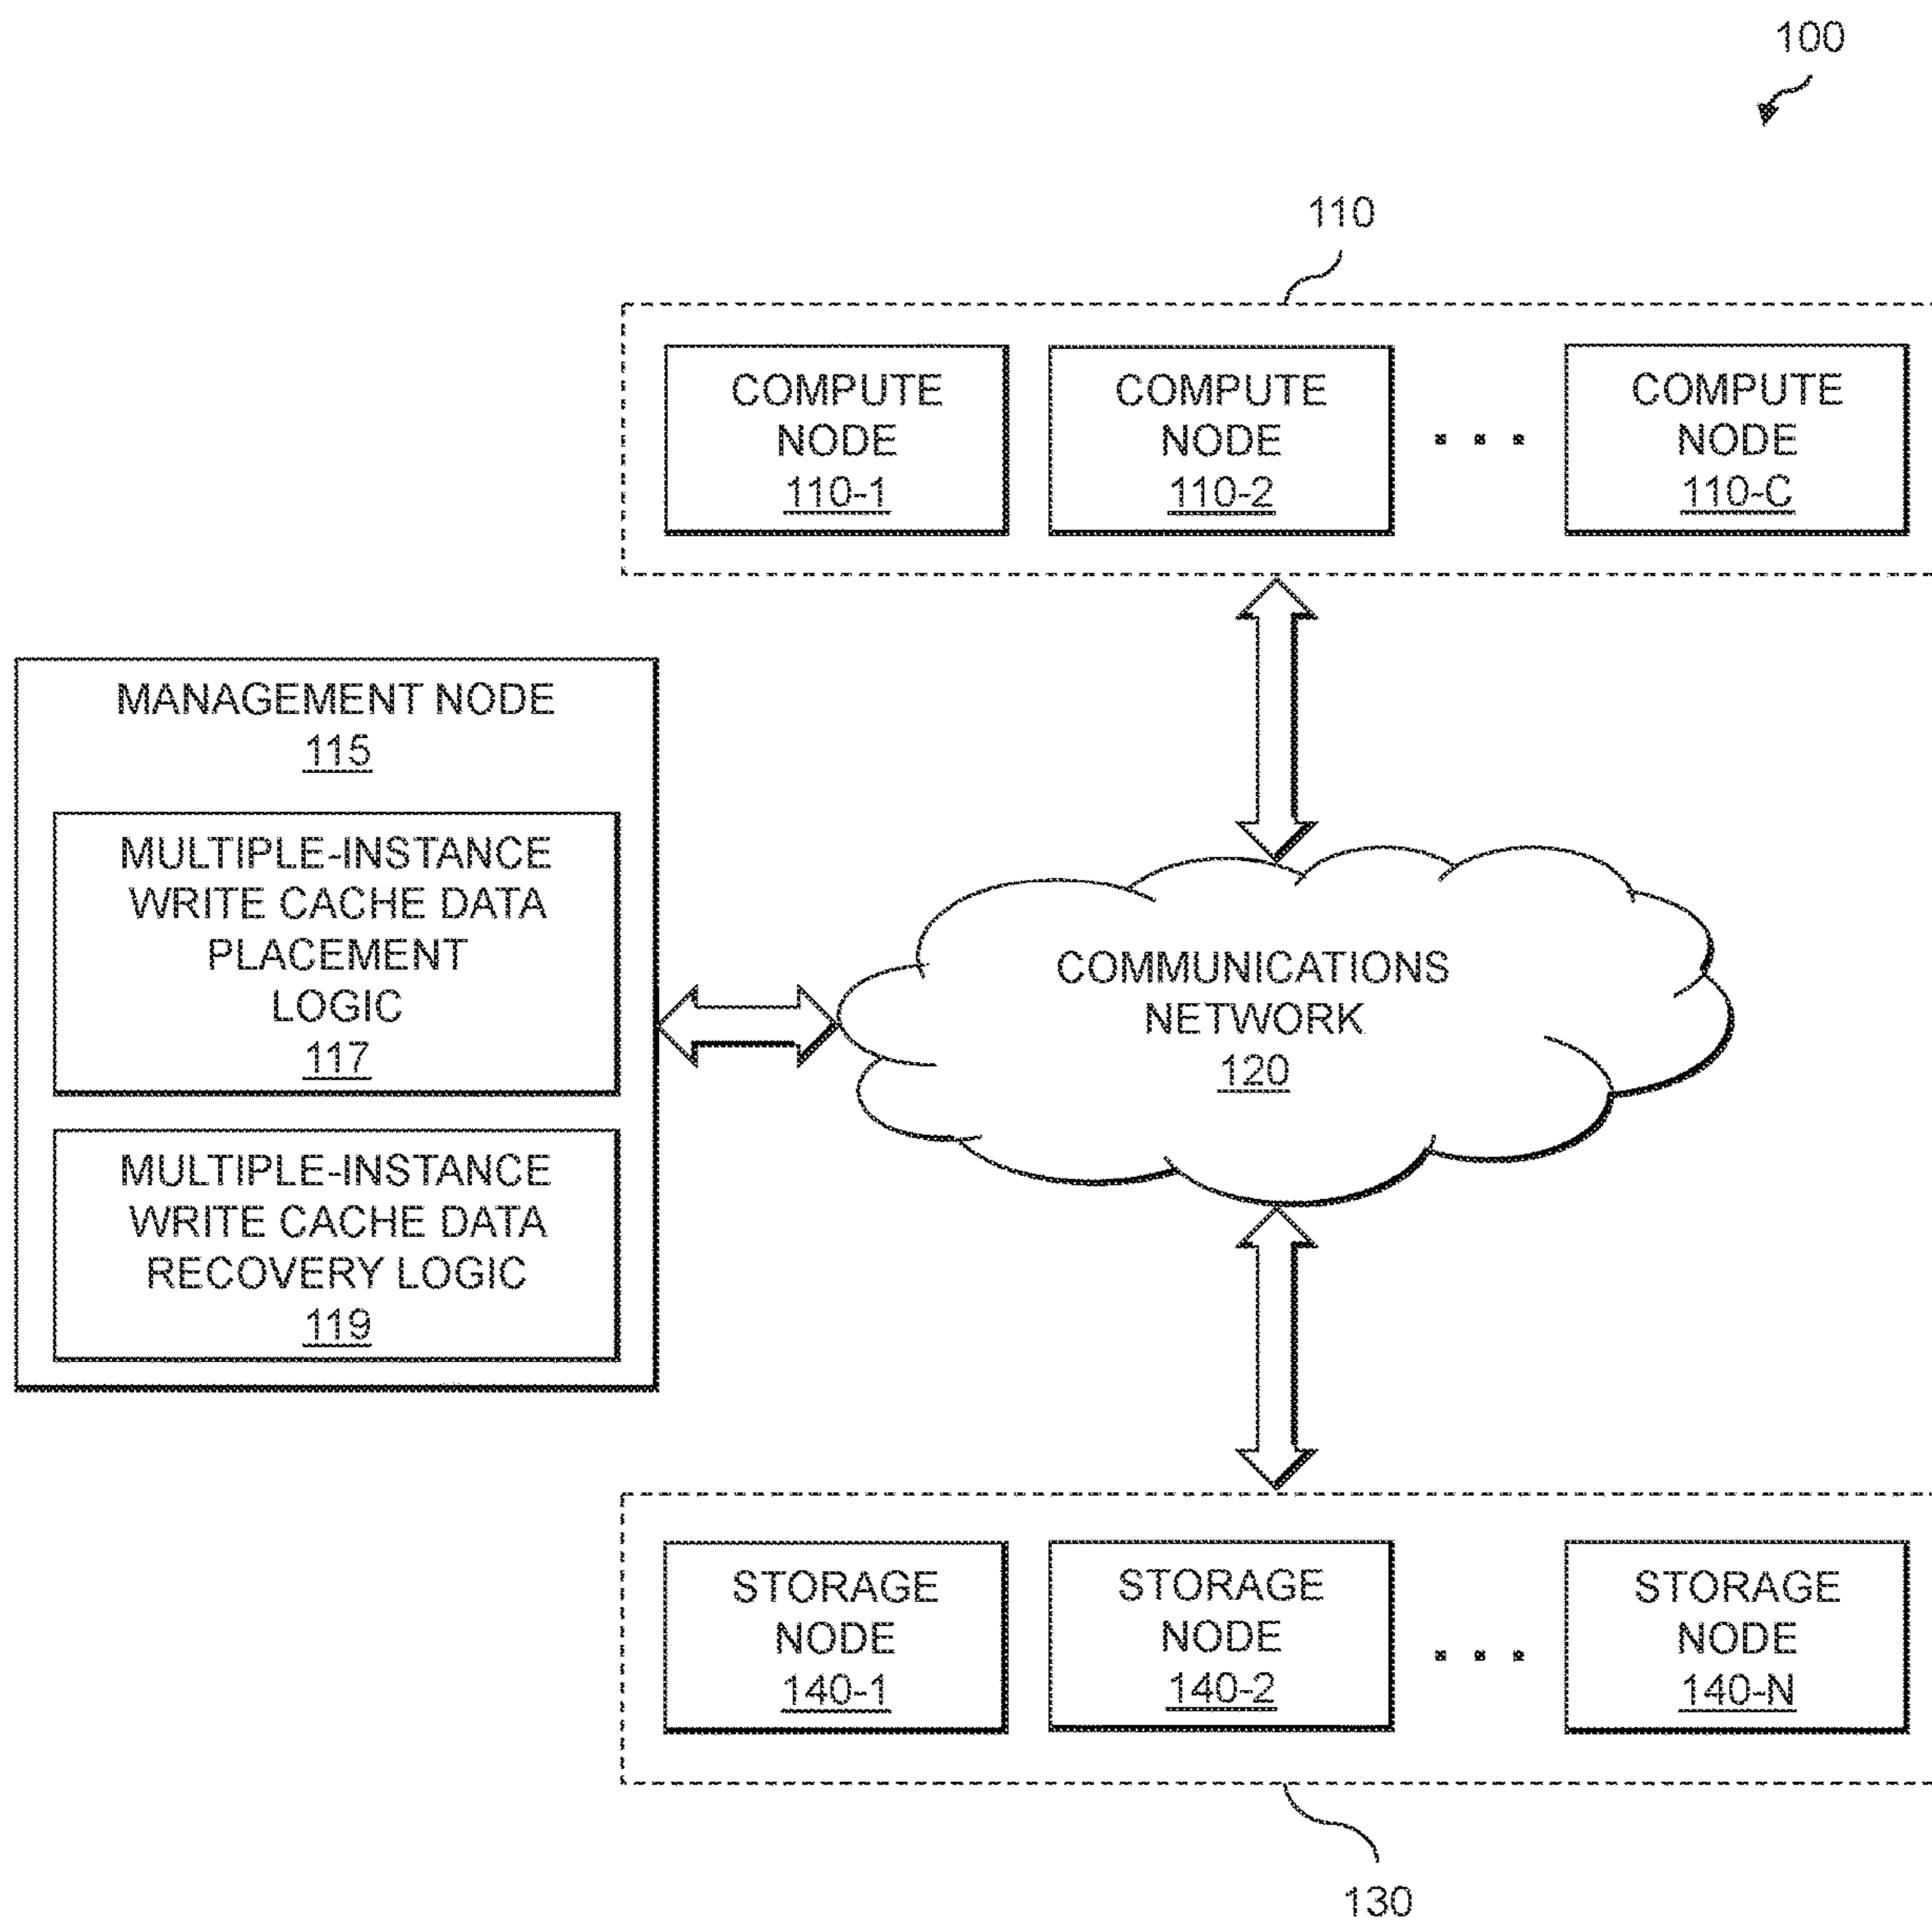 100
110
COMPUTE
NODE
110-1
COMPUTE
NODE
110-2
. . .
COMPUTE
NODE
110-C
MANAGEMENT NODE
115
MULTIPLE-INSTANCE
WRITE CACHE DATA
PLACEMENT
LOGIC
117
MULTIPLE-INSTANCE
WRITE CACHE DATA
RECOVERY LOGIC
119
COMMUNICATIONS
NETWORK
120
STORAGE
NODE
140-1
STORAGE
NODE
140-2
. . .
STORAGE
NODE
140-N
130